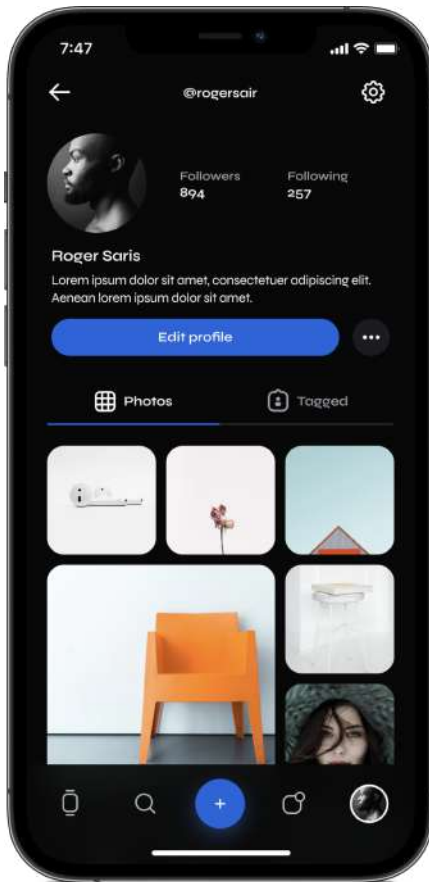 7:47
@rogersair
Followers Following
894 257
Roger Saris
Lorem ipsum dolor sit amet, consectetuer adipiscing elit.
Aenean lorem ipsum dolor sit amet.
Edit profile
Photos Tagged